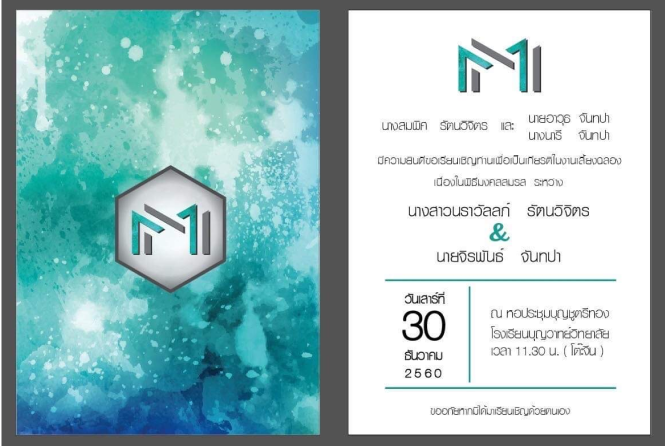 M
M
นางสมพิศ รัตนวิจิตร และ นายอาวุธ จันทปา
นางนารี จันทปา
มีความยินดีขอเรียนเชิญท่านเพื่อเป็นเกียรติในงานเลี้ยงฉลอง
เนื่องในพิธีมงคลสมรส ระหว่าง
นางสาวนราวัลลภ์ รัตนวิจิตร
&
นายจิรพันธ์ จันทปา
วันเสาร์ที่
30
ธันวาคม
2560
ณ หอประชุมบุญชูตรีทอง
โรงเรียนบุญวาทย์วิทยาลัย
เวลา 11.30 น. ( โต๊ะจีน )
ขออภัยหากมิได้มาเรียนเชิญด้วยตนเอง